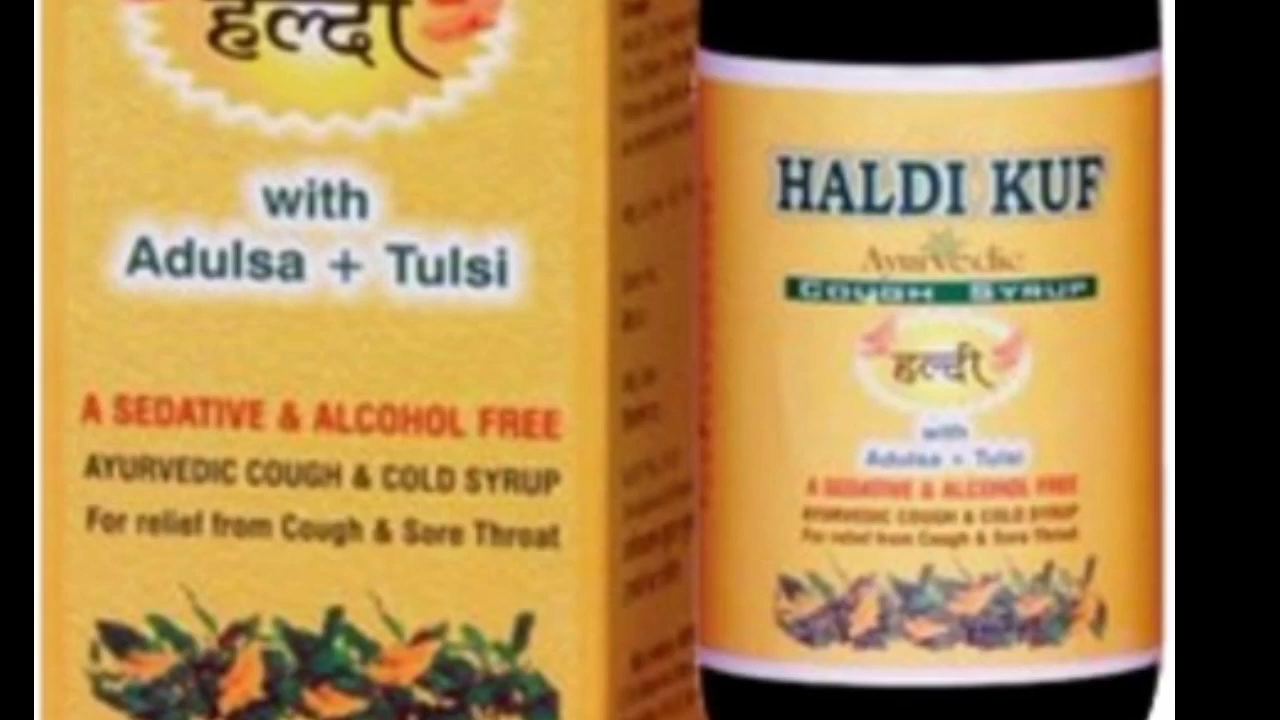 हल्दी
with
Adulsa + Tulsi
A SEDATIVE & ALCOHOL FREE
AYURVEDIC COUGH & COLD SYRUP
For relief from Cough & Sore Throat
HALDI KUF
Ayurvedic
COUGH SYRUP
हल्दी
with
Adulsa + Tulsi
A SEDATIVE & ALCOHOL FREE
AYURVEDIC COUGH & COLD SYRUP
For relief from Cough & Sore Throat